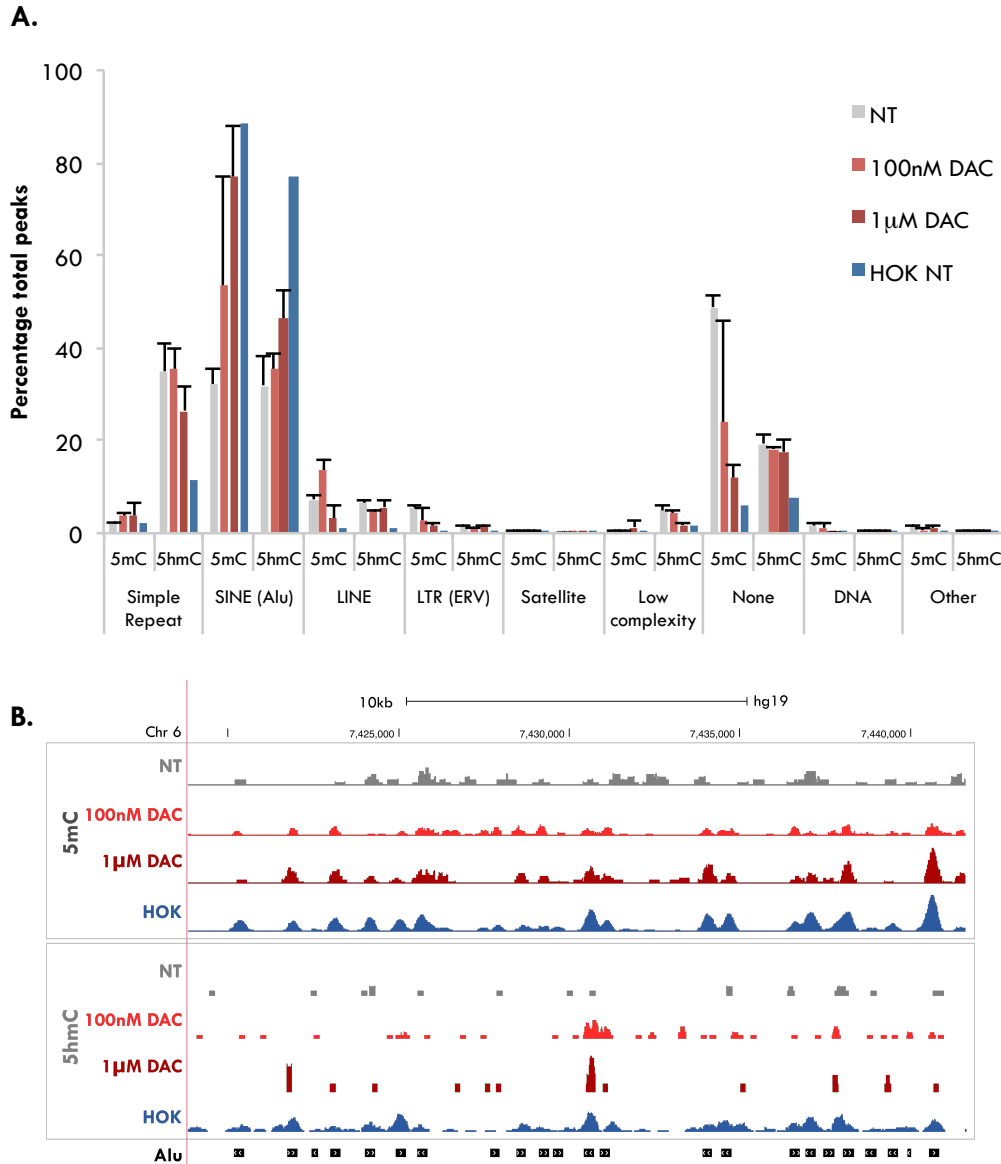 A.
100
80
60
40
20
0
Percentage total peaks
NT
100nM DAC
1μM DAC
HOK NT
5mC 5hmC 5mC 5hmC 5mC 5hmC 5mC 5hmC 5mC 5hmC 5mC 5hmC 5mC 5hmC 5mC 5hmC 5mC 5hmC
Simple SINE (Alu) LINE LTR (ERV) Satellite Low None DNA Other
Repeat complexity
B.
10kb hg19
Chr 6 7,425,000 7,430,000 7,435,000 7,440,000
5mC
NT
100nM DAC
1μM DAC
HOK
5hmC
NT
100nM DAC
1μM DAC
HOK
Alu